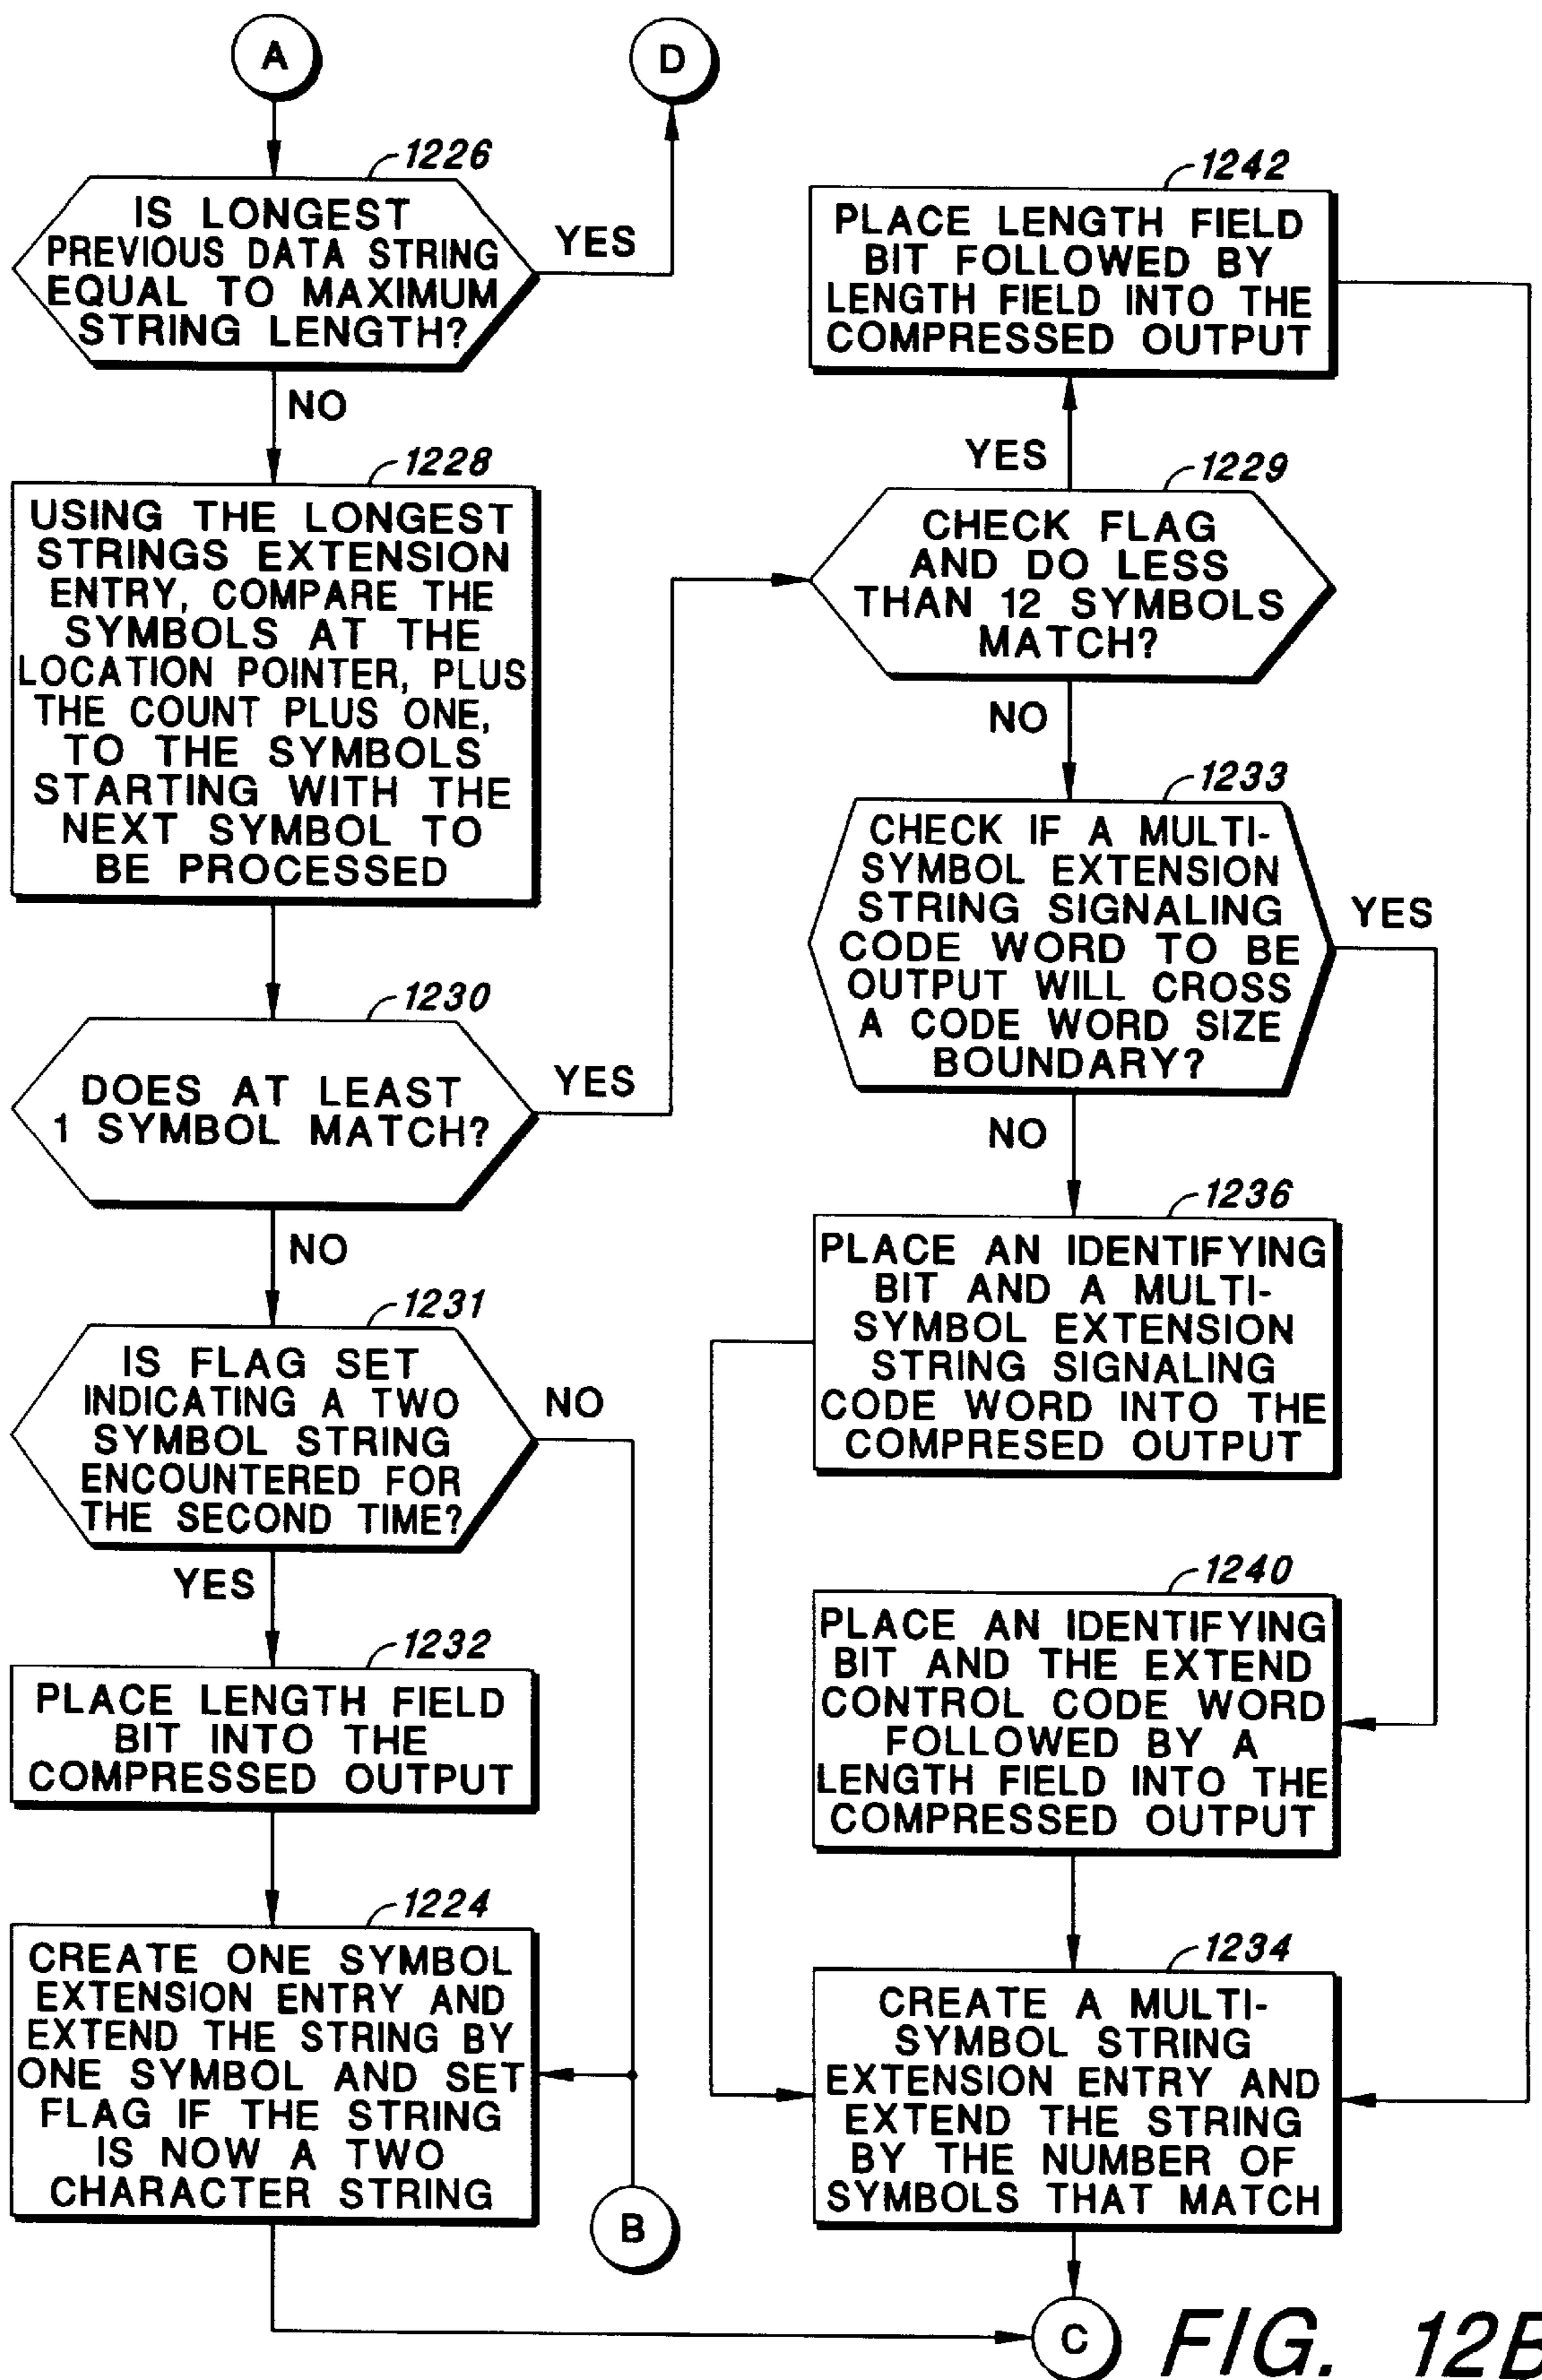 A
D
1226
IS LONGEST
PREVIOUS DATA STRING
EQUAL TO MAXIMUM
STRING LENGTH?
YES
NO
1228
USING THE LONGEST
STRINGS EXTENSION
ENTRY, COMPARE THE
SYMBOLS AT THE
LOCATION POINTER, PLUS
THE COUNT PLUS ONE,
TO THE SYMBOLS
STARTING WITH THE
NEXT SYMBOL TO
BE PROCESSED
1230
DOES AT LEAST
1 SYMBOL MATCH?
YES
NO
1231
IS FLAG SET
INDICATING A TWO
SYMBOL STRING
ENCOUNTERED FOR
THE SECOND TIME?
NO
YES
1232
PLACE LENGTH FIELD
BIT INTO THE
COMPRESSED OUTPUT
1224
CREATE ONE SYMBOL
EXTENSION ENTRY AND
EXTEND THE STRING BY
ONE SYMBOL AND SET
FLAG IF THE STRING
IS NOW A TWO
CHARACTER STRING
B
1242
PLACE LENGTH FIELD
BIT FOLLOWED BY
LENGTH FIELD INTO THE
COMPRESSED OUTPUT
YES
1229
CHECK FLAG
AND DO LESS
THAN 12 SYMBOLS
MATCH?
NO
1233
CHECK IF A MULTI-
SYMBOL EXTENSION
STRING SIGNALING
CODE WORD TO BE
OUTPUT WILL CROSS
A CODE WORD SIZE
BOUNDARY?
YES
NO
1236
PLACE AN IDENTIFYING
BIT AND A MULTI-
SYMBOL EXTENSION
STRING SIGNALING
CODE WORD INTO THE
COMPRESED OUTPUT
1240
PLACE AN IDENTIFYING
BIT AND THE EXTEND
CONTROL CODE WORD
FOLLOWED BY A
LENGTH FIELD INTO THE
COMPRESSED OUTPUT
1234
CREATE A MULTI-
SYMBOL STRING
EXTENSION ENTRY AND
EXTEND THE STRING
BY THE NUMBER OF
SYMBOLS THAT MATCH
C
FIG. 12B